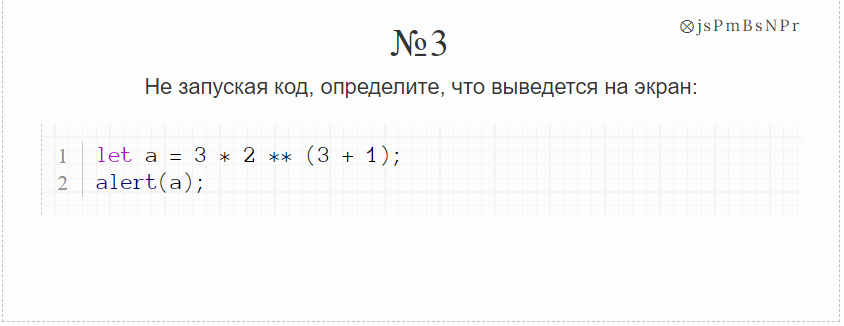 ⊗jsPmBsNPr
№3
Не запуская код, определите, что выведется на экран:
1 let a = 3 * 2 ** (3 + 1);
2 alert(a);